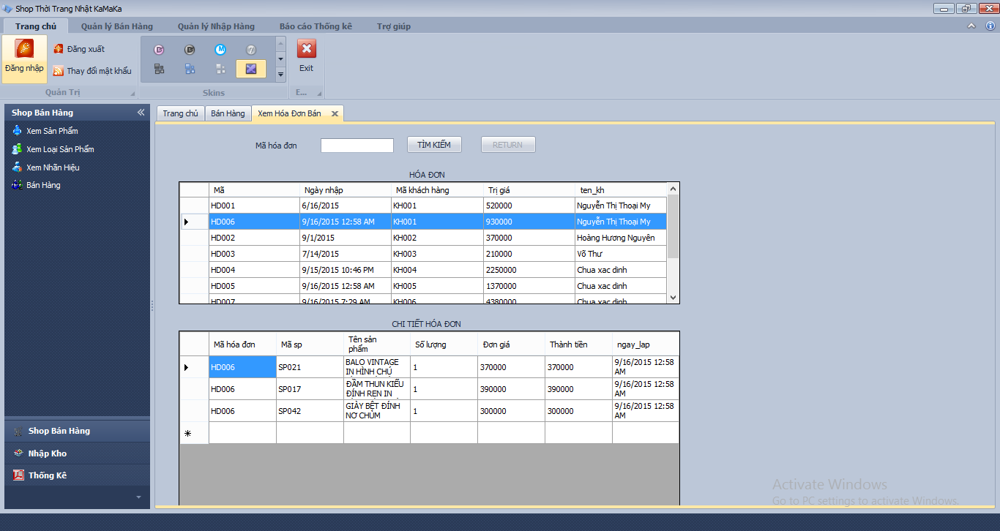 Shop Thời Trang Nhật KaMaKa
Trang chủ Quản lý Bán Hàng Quản lý Nhập Hàng Báo cáo Thống kê Trợ giúp
Đăng nhập
Đăng xuất
Thay đổi mật khẩu
Exit
Quản Trị Skins E...
Shop Bán Hàng
Xem Sản Phẩm
Xem Loại Sản Phẩm
Xem Nhãn Hiệu
Bán Hàng
Shop Bán Hàng
Nhập Kho
Thống Kê
Trang chủ Bán Hàng Xem Hóa Đơn Bán
Mã hóa đơn TÌM KIẾM RETURN
HÓA ĐƠN
Mã Ngày nhập Mã khách hàng Trị giá ten_kh
HD001 6/16/2015 KH001 520000 Nguyễn Thị Thoại My
HD006 9/16/2015 12:58 AM KH001 930000 Nguyễn Thị Thoại My
HD002 9/1/2015 KH002 370000 Hoàng Hương Nguyên
HD003 7/14/2015 KH003 210000 Võ Thư
HD004 9/15/2015 10:46 PM KH004 2250000 Chua xac dinh
HD005 9/16/2015 12:58 AM KH005 1370000 Chua xac dinh
HD007 9/16/2015 7:29 AM KH006 4380000 Chua xac dinh
CHI TIẾT HÓA ĐƠN
Mã hóa đơn Mã sp Tên sản phẩm Số lượng Đơn giá Thành tiền ngay_lap
HD006 SP021 BALO VINTAGE IN HÌNH CHÚ 1 370000 370000 9/16/2015 12:58 AM
HD006 SP017 ĐẦM THUN KIỂU ĐÍNH REN IN 1 390000 390000 9/16/2015 12:58 AM
HD006 SP042 GIÀY BỆT ĐÍNH NƠ CHÙM 1 300000 300000 9/16/2015 12:58 AM
Activate Windows
Go to PC settings to activate Windows.